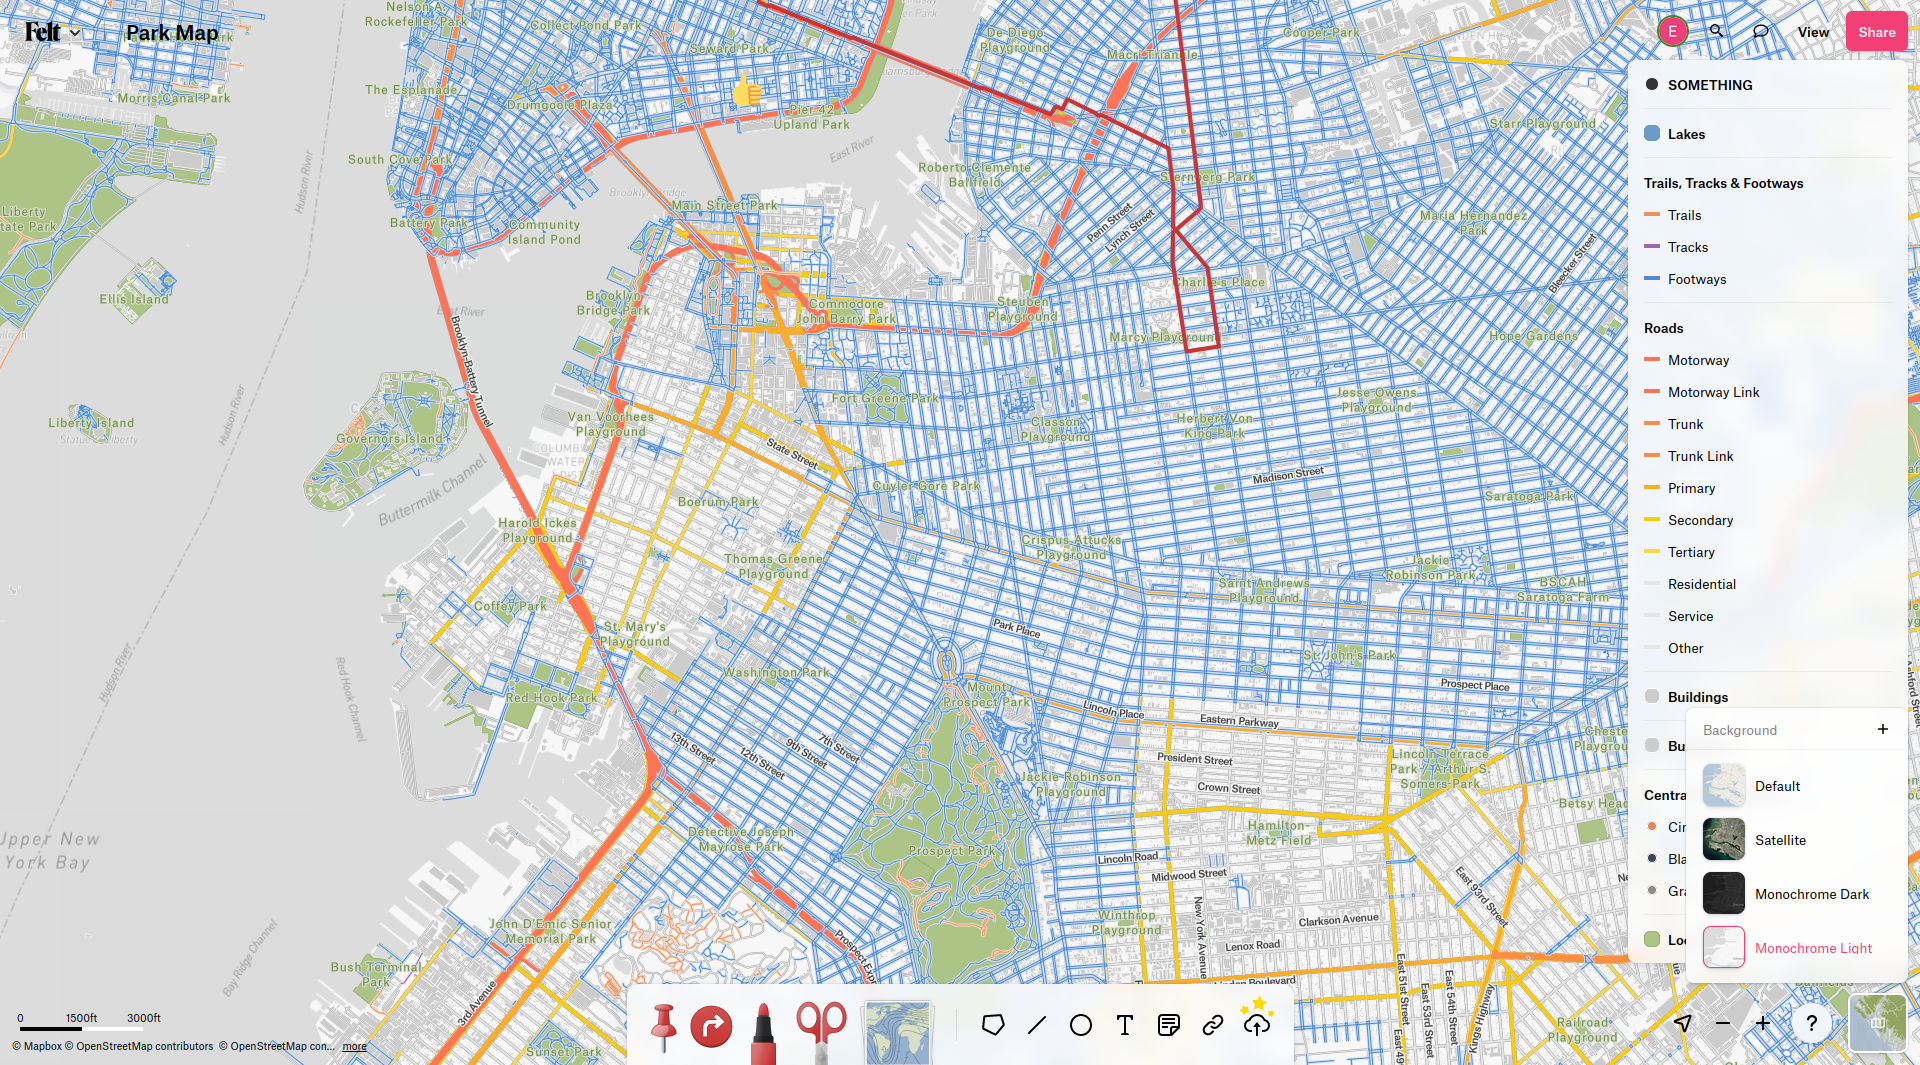 Felt
Park Map
E
View
Share
Nelson A.
Rockefeller Park
Collect Pond Park
Seward Park
De Diego
Playground
Macri Triangle
Cooper Park
Morris Canal Park
The Esplanade
Drumgoole Plaza
Pier 42
Upland Park
Starr Playground
East River
South Cove Park
Roberto Clemente
Ballfield
Sternberg Park
Hudson River
Brooklyn Bridge
Main Street Park
Liberty
State Park
Battery Park
Community
Island Pond
Penn Street
Lynch Street
Maria Hernandez
Park
Bleecker Street
Ellis Island
Brooklyn
Bridge Park
East River
Commodore
John Barry Park
Steuben
Playground
Charlie's Place
Marcy Playground
Hope Gardens
Brooklyn-Battery Tunnel
Hudson River
Liberty Island
Statue of Liberty
Governors Island
Van Voorhees
Playground
Fort Greene Park
Classon
Playground
Herbert Von
King Park
Jesse Owens
Playground
State Street
Buttermilk Channel
Boerum Park
Cuyler Gore Park
Madison Street
Saratoga Park
Harold Ickes
Playground
Thomas Greene
Playground
Crispus Attucks
Playground
Jackie
Robinson Park
Saint Andrews
Playground
BSCAH
Saratoga Farm
Coffey Park
St. Mary's
Playground
Park Place
Washington Park
St. John's Park
Prospect Place
Hudson River
Red Hook Channel
Red Hook Park
Mount
Prospect Park
Lincoln Place
Eastern Parkway
13th Street
12th Street
9th Street
7th Street
President Street
Lincoln Terrace
Park / Arthur S.
Somers Park
Jackie Robinson
Playground
Crown Street
Betsy Head
Upper New
York Bay
Detective Joseph
Mayrose Park
Prospect Park
Hamilton-
Metz Field
Lincoln Road
Midwood Street
East 93rd Street
John D'Emic Senior
Memorial Park
Winthrop
Playground
New York Avenue
Clarkson Avenue
Lenox Road
Bay Ridge Channel
Bush Terminal
Park
3rd Avenue
Prospect Expr
Linden Boulevard
East 51st Street
East 53rd Street
East 54th Street
East 49
Kings Highway
Railroad
Playground
Sunset Park
SOMETHING
Lakes
Trails, Tracks & Footways
Trails
Tracks
Footways
Roads
Motorway
Motorway Link
Trunk
Trunk Link
Primary
Secondary
Tertiary
Residential
Service
Other
Buildings
Bu
Centra
Cir
Bla
Gra
Loc
Background
+
Default
Satellite
Monochrome Dark
Monochrome Light
0 1500ft 3000ft
© Mapbox © OpenStreetMap contributors © OpenStreetMap con... more
T
?